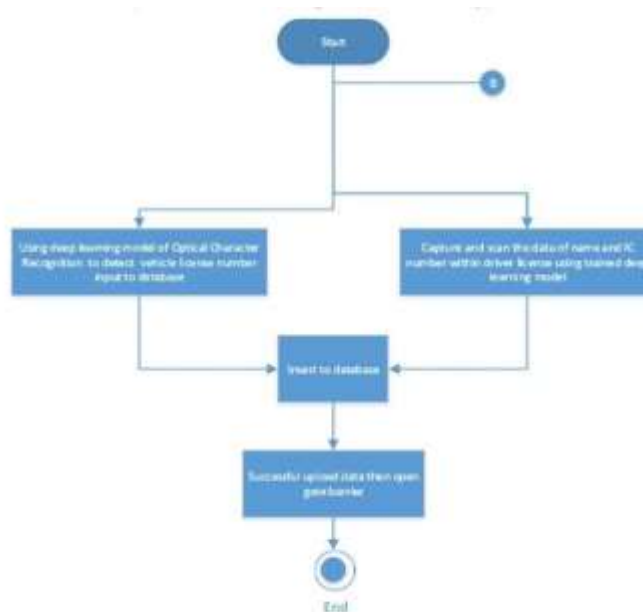 Start
Using deep learning model of Optical Character
Recognition to detect vehicle license number
input to database
Capture and scan the data of name and IC
number within driver license using trained deep
learning model
Insert to database
Successful upload data then open
gate barrier
End